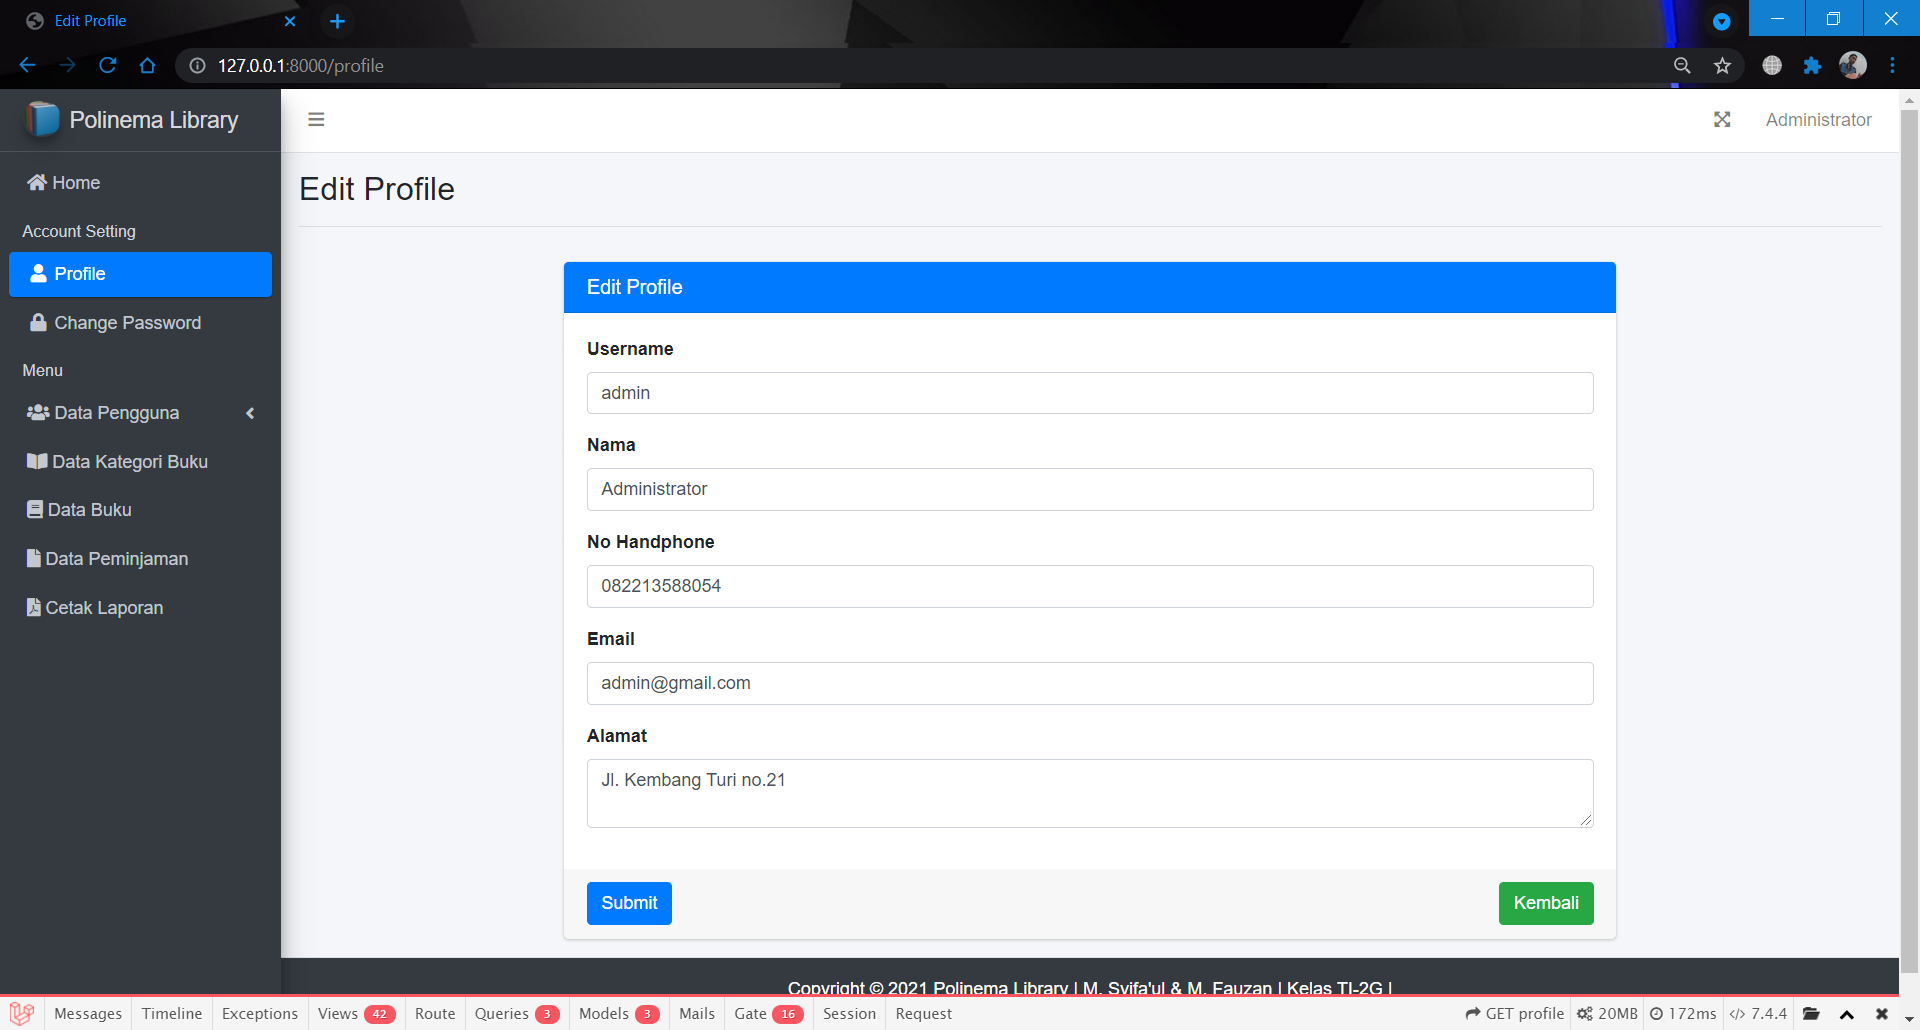 Edit Profile
127.0.0.1:8000/profile
Polinema Library
Administrator
Home
Account Setting
Profile
Change Password
Menu
Data Pengguna
Data Kategori Buku
Data Buku
Data Peminjaman
Cetak Laporan
Edit Profile
Edit Profile
Username
admin
Nama
Administrator
No Handphone
082213588054
Email
admin@gmail.com
Alamat
Jl. Kembang Turi no.21
Submit Kembali
Copyright © 2021 Polinema Library | M. Syifa'ul & M. Fauzan | Kelas TI-2G |
Messages Timeline Exceptions Views 42 Route Queries 3 Models 3 Mails Gate 16 Session Request GET profile 20MB 172ms </> 7.4.4